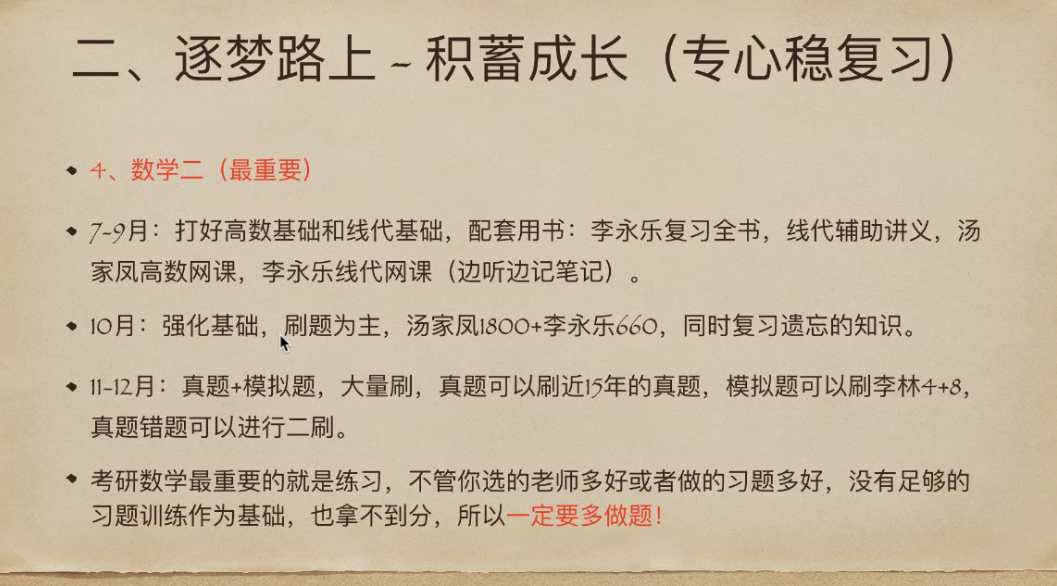 二、逐梦路上 - 积蓄成长（专心稳复习）
4、数学二（最重要）
7-9月：打好高数基础和线代基础，配套用书：李永乐复习全书，线代辅助讲义，汤
家凤高数网课，李永乐线代网课（边听边记笔记）。
10月：强化基础，刷题为主，汤家凤1800+李永乐660，同时复习遗忘的知识。
11-12月：真题+模拟题，大量刷，真题可以刷近15年的真题，模拟题可以刷李林4+8，
真题错题可以进行二刷。
考研数学最重要的就是练习，不管你选的老师多好或者做的习题多好，没有足够的
习题训练作为基础，也拿不到分，所以一定要多做题！